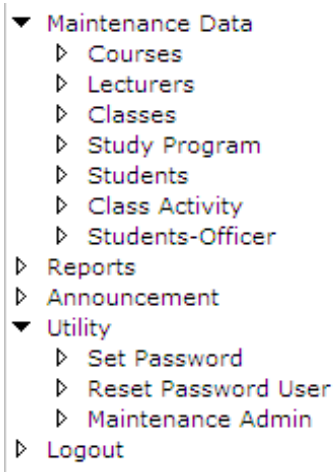 Maintenance Data
Courses
Lecturers
Classes
Study Program
Students
Class Activity
Students-Officer
Reports
Announcement
Utility
Set Password
Reset Password User
Maintenance Admin
Logout